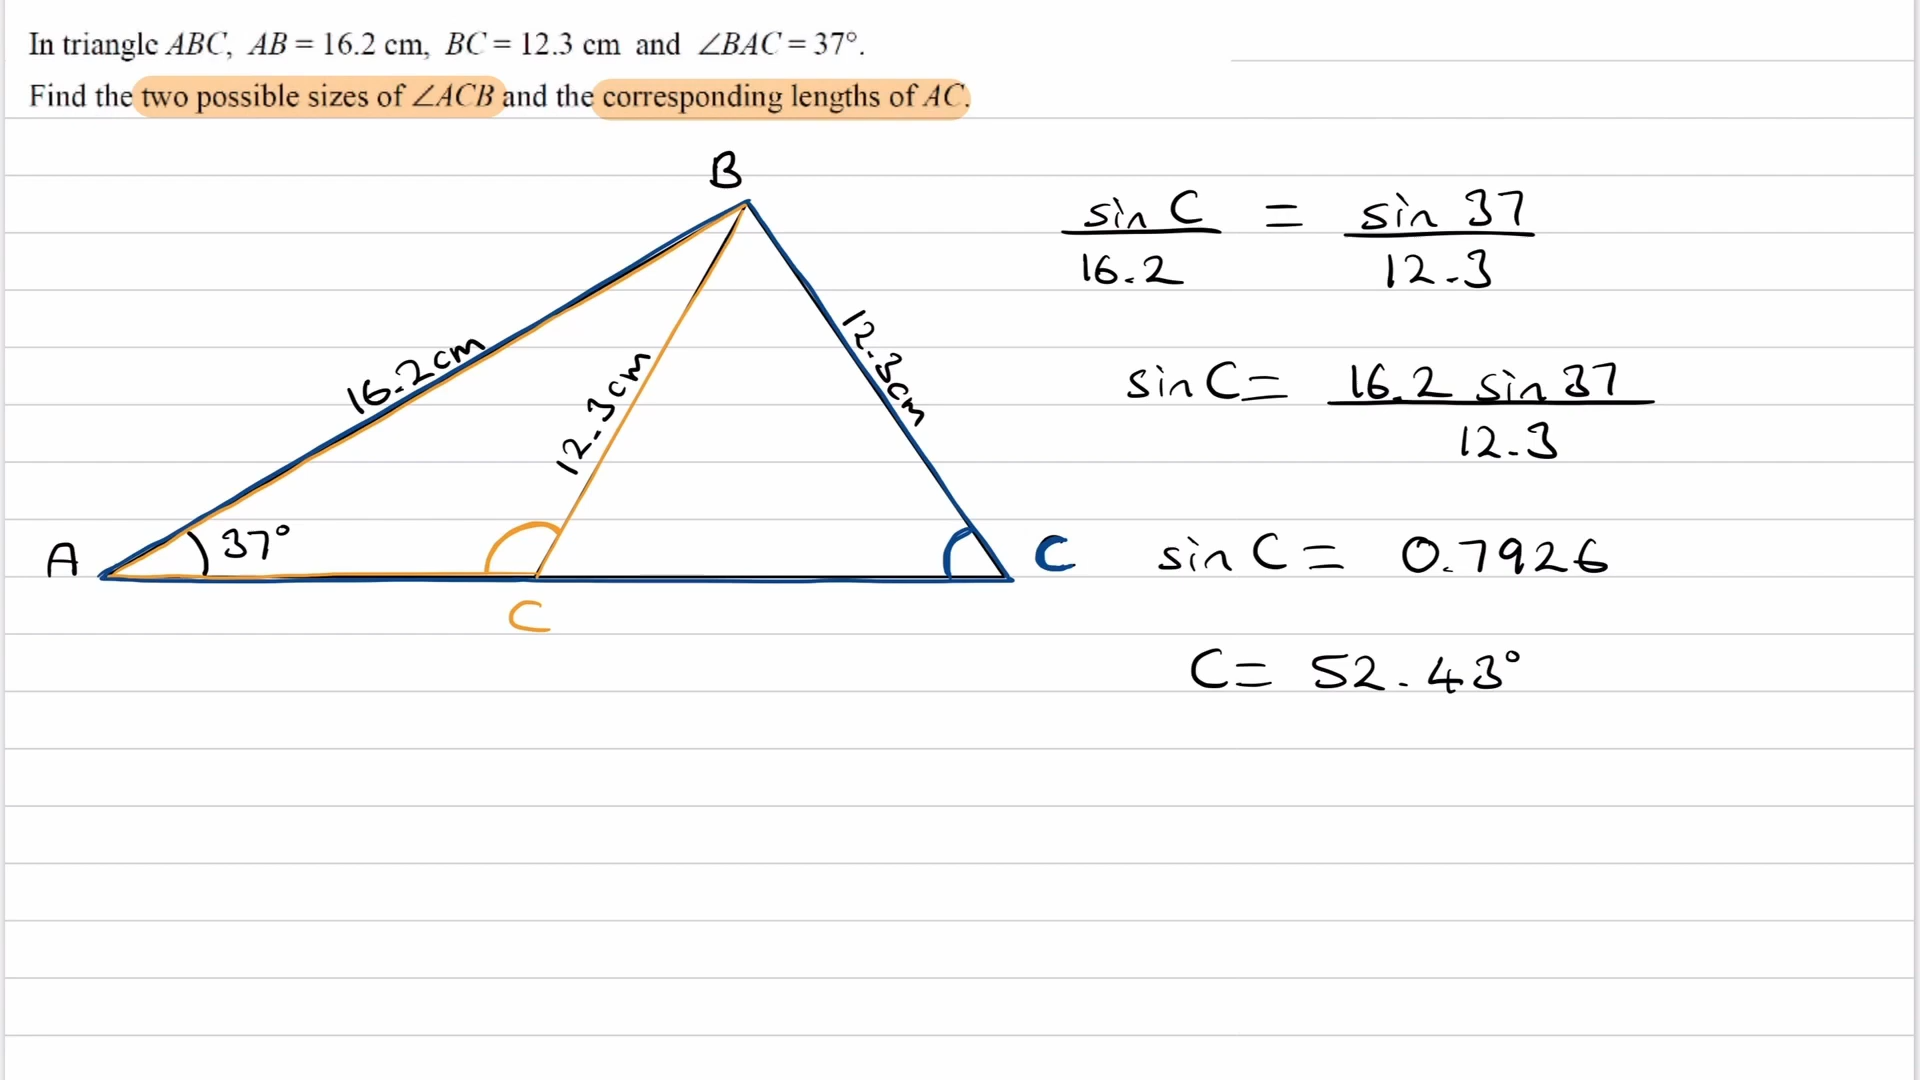 In triangle ABC, AB = 16.2 cm, BC = 12.3 cm and ∠BAC = 37°.
Find the two possible sizes of ∠ACB and the corresponding lengths of AC.
B
sin C / 16.2 = sin 37 / 12.3
16.2cm
12.3cm
12.3cm
sin C = 16.2 sin 37 / 12.3
A
37°
C
C
sin C = 0.7926
C = 52.43°